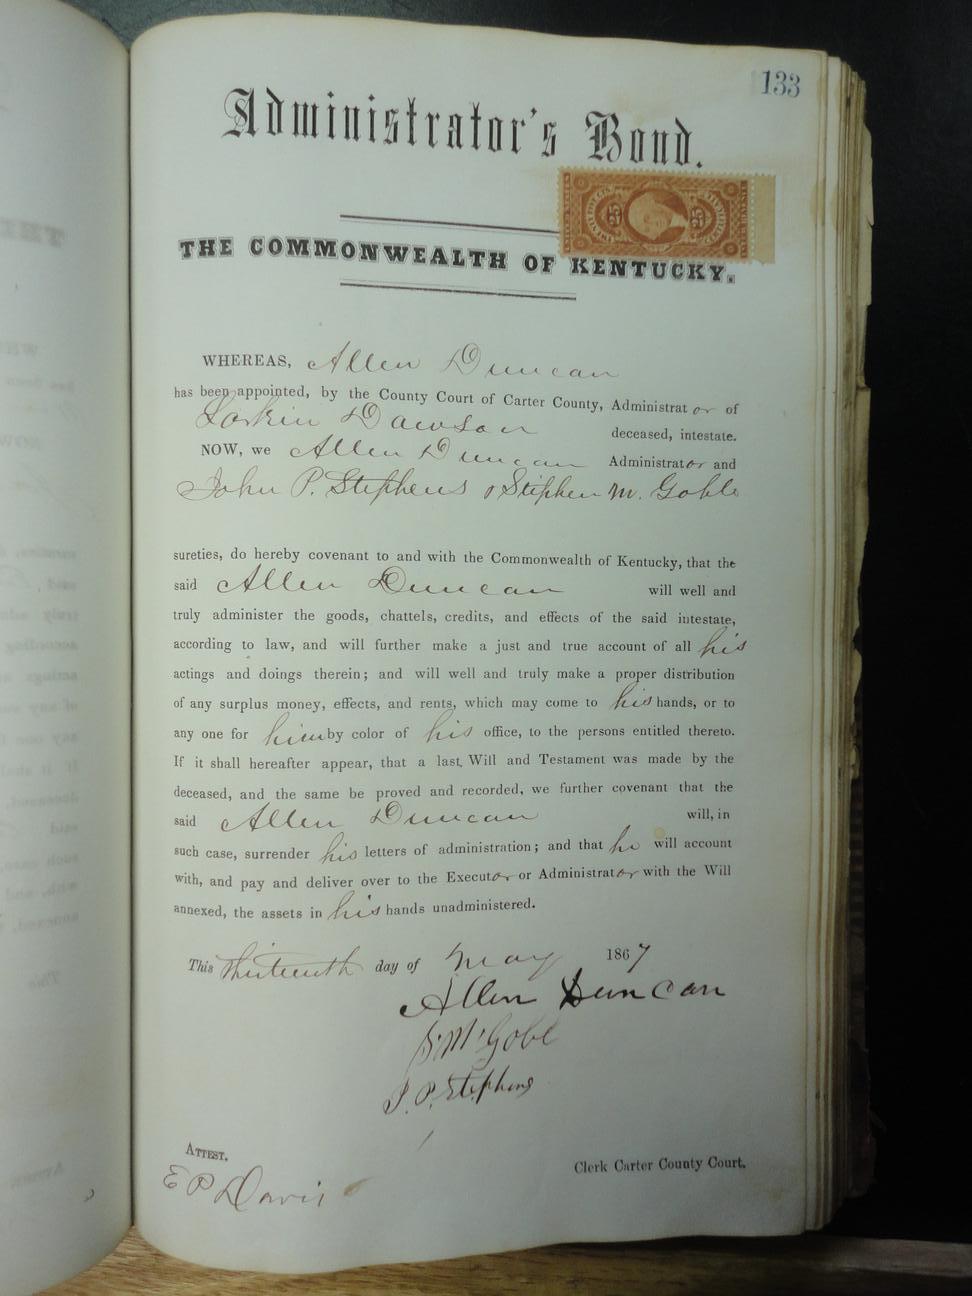 133
Administrator's Bond.
25 25
THE COMMONWEALTH OF KENTUCKY.
WHEREAS, Allen Duncan
has been appointed, by the County Court of Carter County, Administrator of
Larkin Dawson deceased, intestate.
NOW, we Allen Duncan Administrator and
John P. Stephens & Stephen M. Goble
sureties, do hereby covenant to and with the Commonwealth of Kentucky, that the
said Allen Duncan will well and
truly administer the goods, chattels, credits, and effects of the said intestate,
according to law, and will further make a just and true account of all his
actings and doings therein; and will well and truly make a proper distribution
of any surplus money, effects, and rents, which may come to his hands, or to
any one for him by color of his office, to the persons entitled thereto.
If it shall hereafter appear, that a last Will and Testament was made by the
deceased, and the same be proved and recorded, we further covenant that the
said Allen Duncan will, in
such case, surrender his letters of administration; and that he will account
with, and pay and deliver over to the Executor or Administrator with the Will
annexed, the assets in his hands unadministered.
This thirteenth day of May 1867
Allen Duncan
S M Goble
J. P. Stephens
ATTEST.
E P Davis
Clerk Carter County Court.